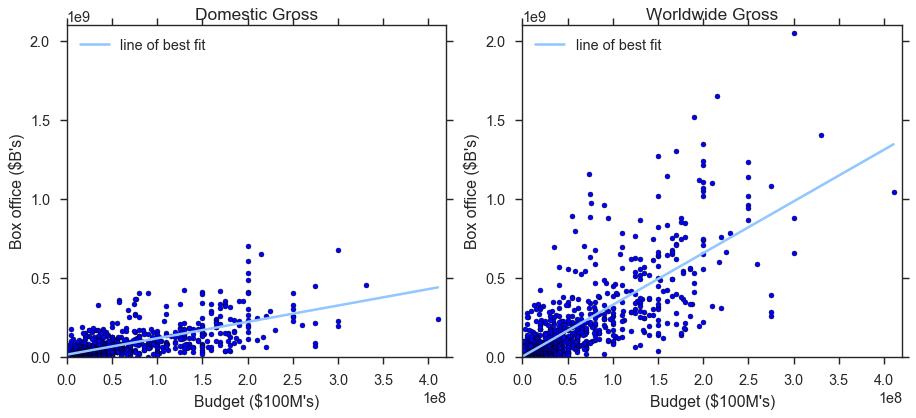 Domestic Gross
1e9
line of best fit
2.0
1.5
1.0
0.5
0.0
Box office ($B's)
0.0 0.5 1.0 1.5 2.0 2.5 3.0 3.5 4.0
Budget ($100M's)
1e8
Worldwide Gross
1e9
line of best fit
2.0
1.5
1.0
0.5
0.0
Box office ($B's)
0.0 0.5 1.0 1.5 2.0 2.5 3.0 3.5 4.0
Budget ($100M's)
1e8